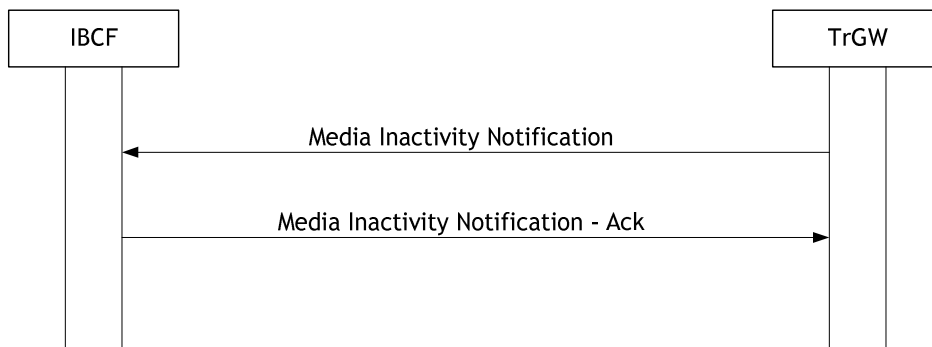 IBCF
TrGW
Media Inactivity Notification
Media Inactivity Notification - Ack